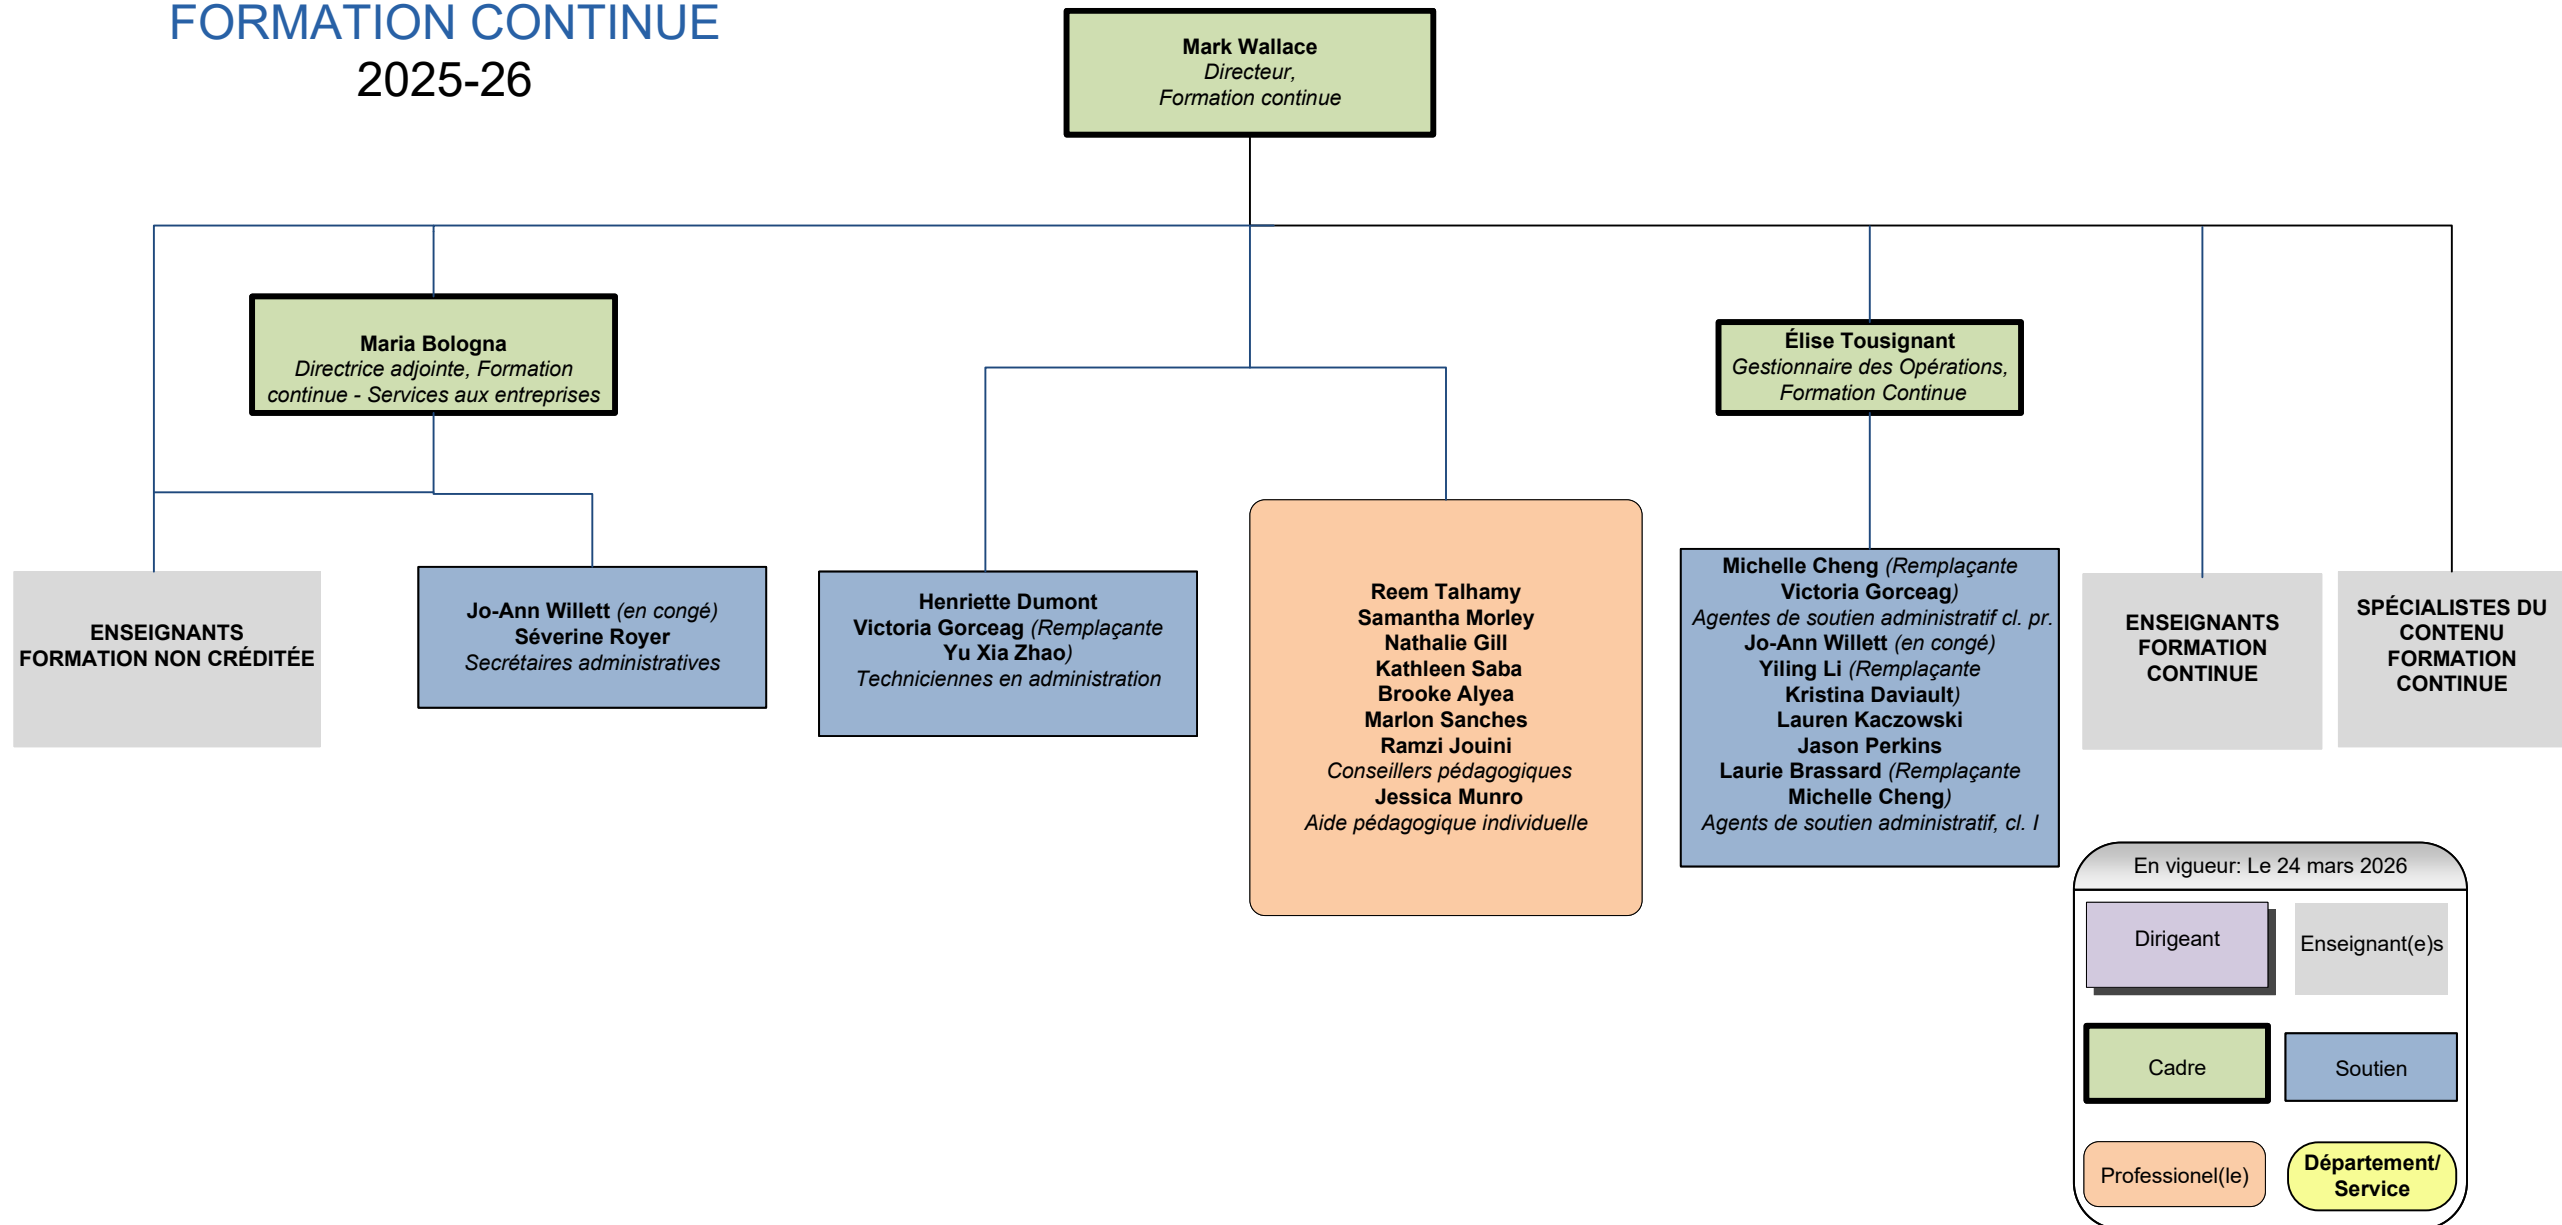 FORMATION CONTINUE
2025-26
Mark Wallace
Directeur,
Formation continue
Maria Bologna
Directrice adjointe, Formation
continue - Services aux entreprises
Élise Tousignant
Gestionnaire des Opérations,
Formation Continue
ENSEIGNANTS
FORMATION NON CRÉDITÉE
Jo-Ann Willett (en congé)
Séverine Royer
Secrétaires administratives
Henriette Dumont
Victoria Gorceag (Remplaçante
Yu Xia Zhao)
Techniciennes en administration
Reem Talhamy
Samantha Morley
Nathalie Gill
Kathleen Saba
Brooke Alyea
Marlon Sanches
Ramzi Jouini
Conseillers pédagogiques
Jessica Munro
Aide pédagogique individuelle
Michelle Cheng (Remplaçante
Victoria Gorceag)
Agentes de soutien administratif cl. pr.
Jo-Ann Willett (en congé)
Yiling Li (Remplaçante
Kristina Daviault)
Lauren Kaczowski
Jason Perkins
Laurie Brassard (Remplaçante
Michelle Cheng)
Agents de soutien administratif, cl. I
ENSEIGNANTS
FORMATION
CONTINUE
SPÉCIALISTES DU
CONTENU
FORMATION
CONTINUE
En vigueur: Le 24 mars 2026
Dirigeant
Enseignant(e)s
Cadre
Soutien
Professionel(le)
Département/
Service